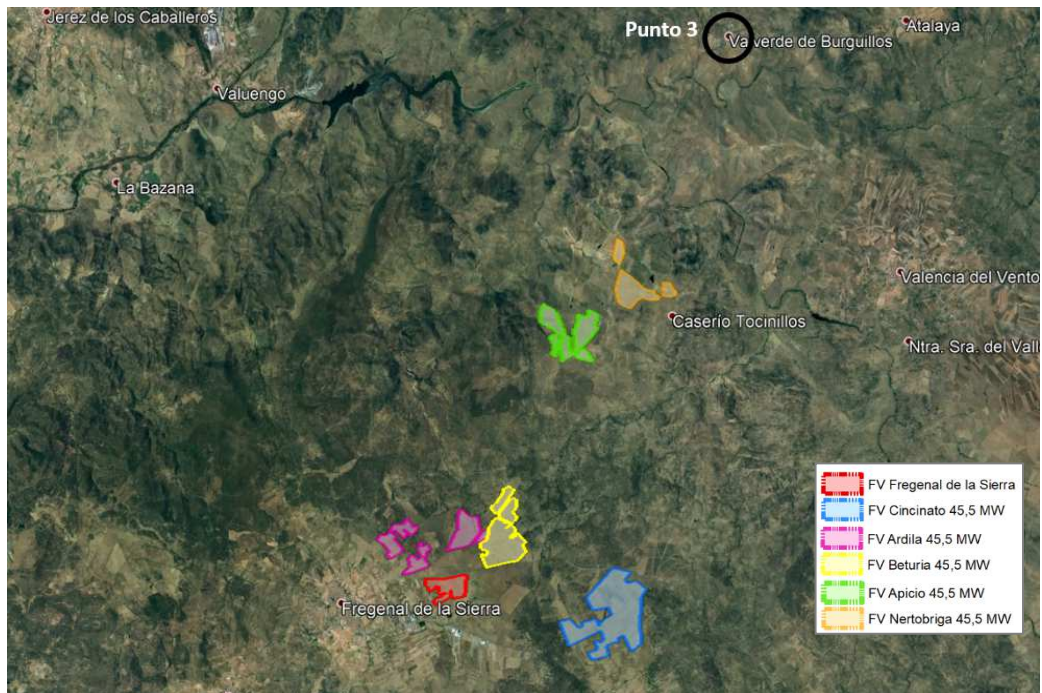 Jerez de los Caballeros
Punto 3
Valverde de Burguillos
Atalaya
Valuengo
La Bazana
Valencia del Vento
Caserío Tocinillos
Ntra. Sra. del Vall
Fregenal de la Sierra
FV Fregenal de la Sierra
FV Cincinato 45,5 MW
FV Ardila 45,5 MW
FV Beturia 45,5 MW
FV Apicio 45,5 MW
FV Nertobriga 45,5 MW